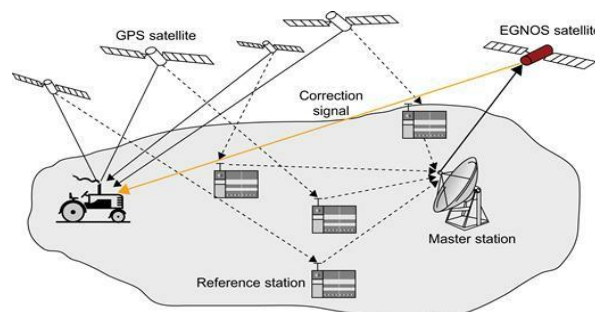 GPS satellite
EGNOS satellite
Correction
signal
Master station
Reference station